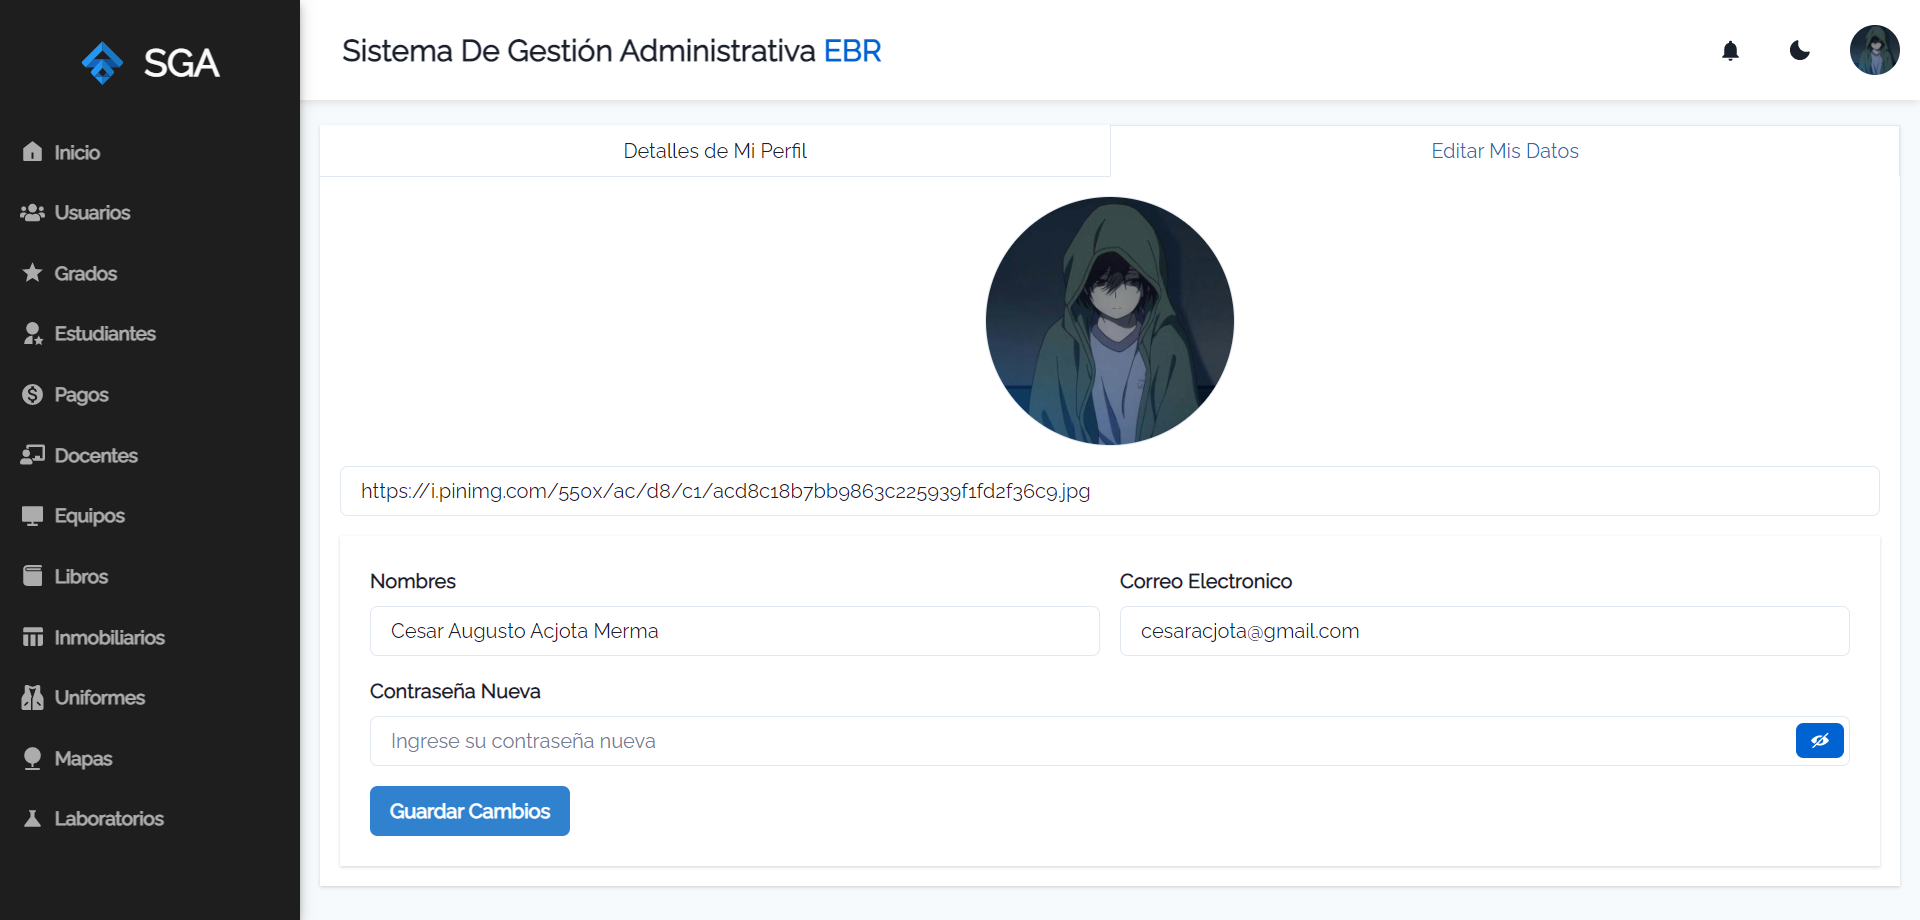 SGA
Sistema De Gestión Administrativa EBR
Inicio
Usuarios
Grados
Estudiantes
Pagos
Docentes
Equipos
Libros
Inmobiliarios
Uniformes
Mapas
Laboratorios
Detalles de Mi Perfil
Editar Mis Datos
https://i.pinimg.com/550x/ac/d8/c1/acd8c18b7bb9863c225939f1fd2f36c9.jpg
Nombres
Correo Electronico
Cesar Augusto Acjota Merma
cesaracjota@gmail.com
Contraseña Nueva
Ingrese su contraseña nueva
Guardar Cambios